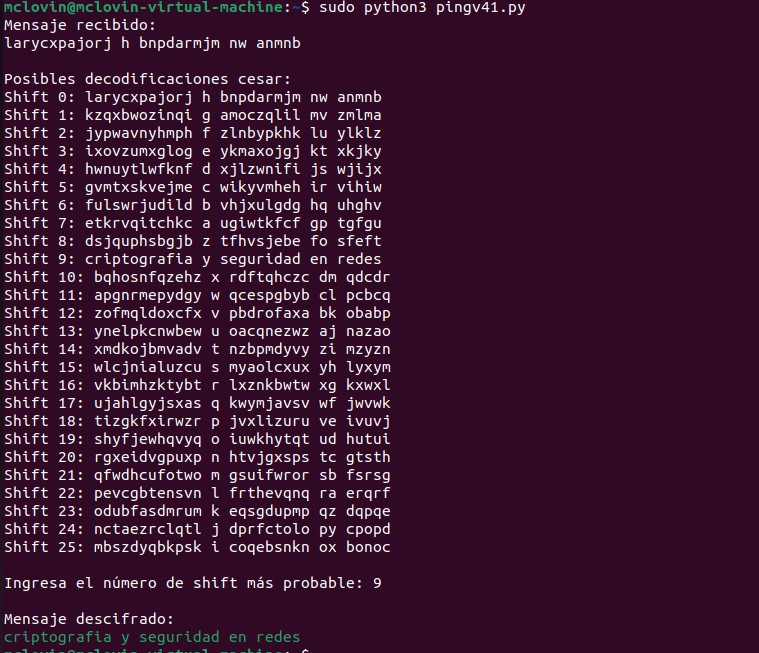 mclovin@mclovin-virtual-machine:~$ sudo python3 pingv41.py
Mensaje recibido:
larycxpajorj h bnpdarmjm nw anmnb
Posibles decodificaciones cesar:
Shift 0: larycxpajorj h bnpdarmjm nw anmnb
Shift 1: kzqxbwozinqi g amoczqlil mv zmlma
Shift 2: jypwavnyhmph f zlnbypkhk lu ylklz
Shift 3: ixovzumxglog e ykmaxojgj kt xkjky
Shift 4: hwnuytlwfknf d xjlzwnifi js wjijx
Shift 5: gvmtxskvejme c wikyvmheh ir vihiw
Shift 6: fulswrjudild b vhjxulgdg hq uhghv
Shift 7: etkrvqitchkc a ugiwtkfcf gp tgfgu
Shift 8: dsjquphsbgjb z tfhvsjebe fo sfeft
Shift 9: criptografia y seguridad en redes
Shift 10: bqhosnfqzehz x rdftqhczc dm qdcdr
Shift 11: apgnrmepydgy w qcespgbyb cl pcbcq
Shift 12: zofmqldoxcfx v pbdrofaxa bk obabp
Shift 13: ynelpkcnwbew u oacqnezwz aj nazao
Shift 14: xmdkojbmvadv t nzbpmdyvy zi mzyzn
Shift 15: wlcjnialuzcu s myaolcxux yh lyxym
Shift 16: vkbimhzktybt r lxznkbwtw xg kxwxl
Shift 17: ujahlgyjsxas q kwymjavsv wf jwvwk
Shift 18: tizgkfxirwzr p jvxlizuru ve ivuvj
Shift 19: shyfjewhqvyq o iuwkhytqt ud hutui
Shift 20: rgxeidvgpuxp n htvjgxsps tc gtsth
Shift 21: qfwdhcufotwo m gsuifwror sb fsrsg
Shift 22: pevcgbtensvn l frthevqnq ra erqrf
Shift 23: odubfasdmrum k eqsgdupmp qz dqpqe
Shift 24: nctaezrclqtl j dprfctolo py cpopd
Shift 25: mbszdyqbkpsk i coqebsnkn ox bonoc
Ingresa el número de shift más probable: 9
Mensaje descifrado:
criptografia y seguridad en redes
mclovin@mclovin-virtual-machine:~$